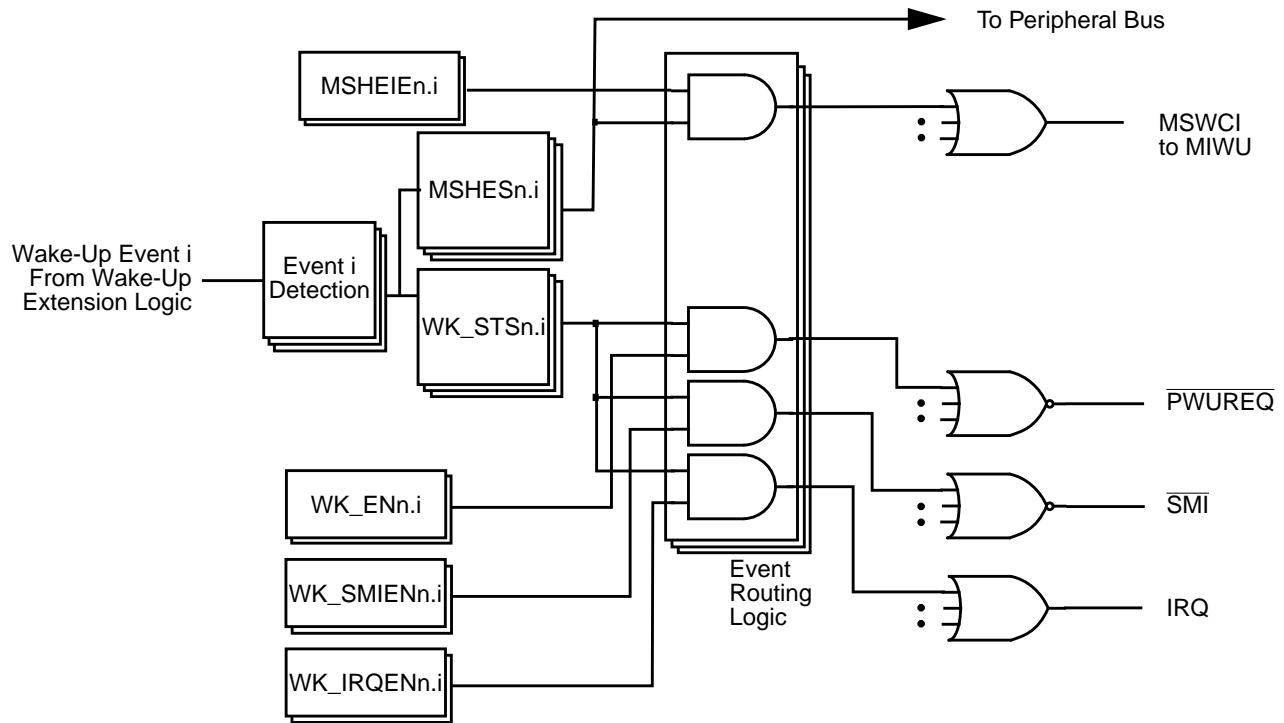 To Peripheral Bus
MSHEIEn.i
MSWCI
to MIWU
MSHESn.i
Wake-Up Event i
From Wake-Up
Extension Logic
Event i
Detection
WK_STSn.i
PWUREQ
WK_ENn.i
SMI
Event
Routing
Logic
WK_SMIENn.i
IRQ
WK_IRQENn.i